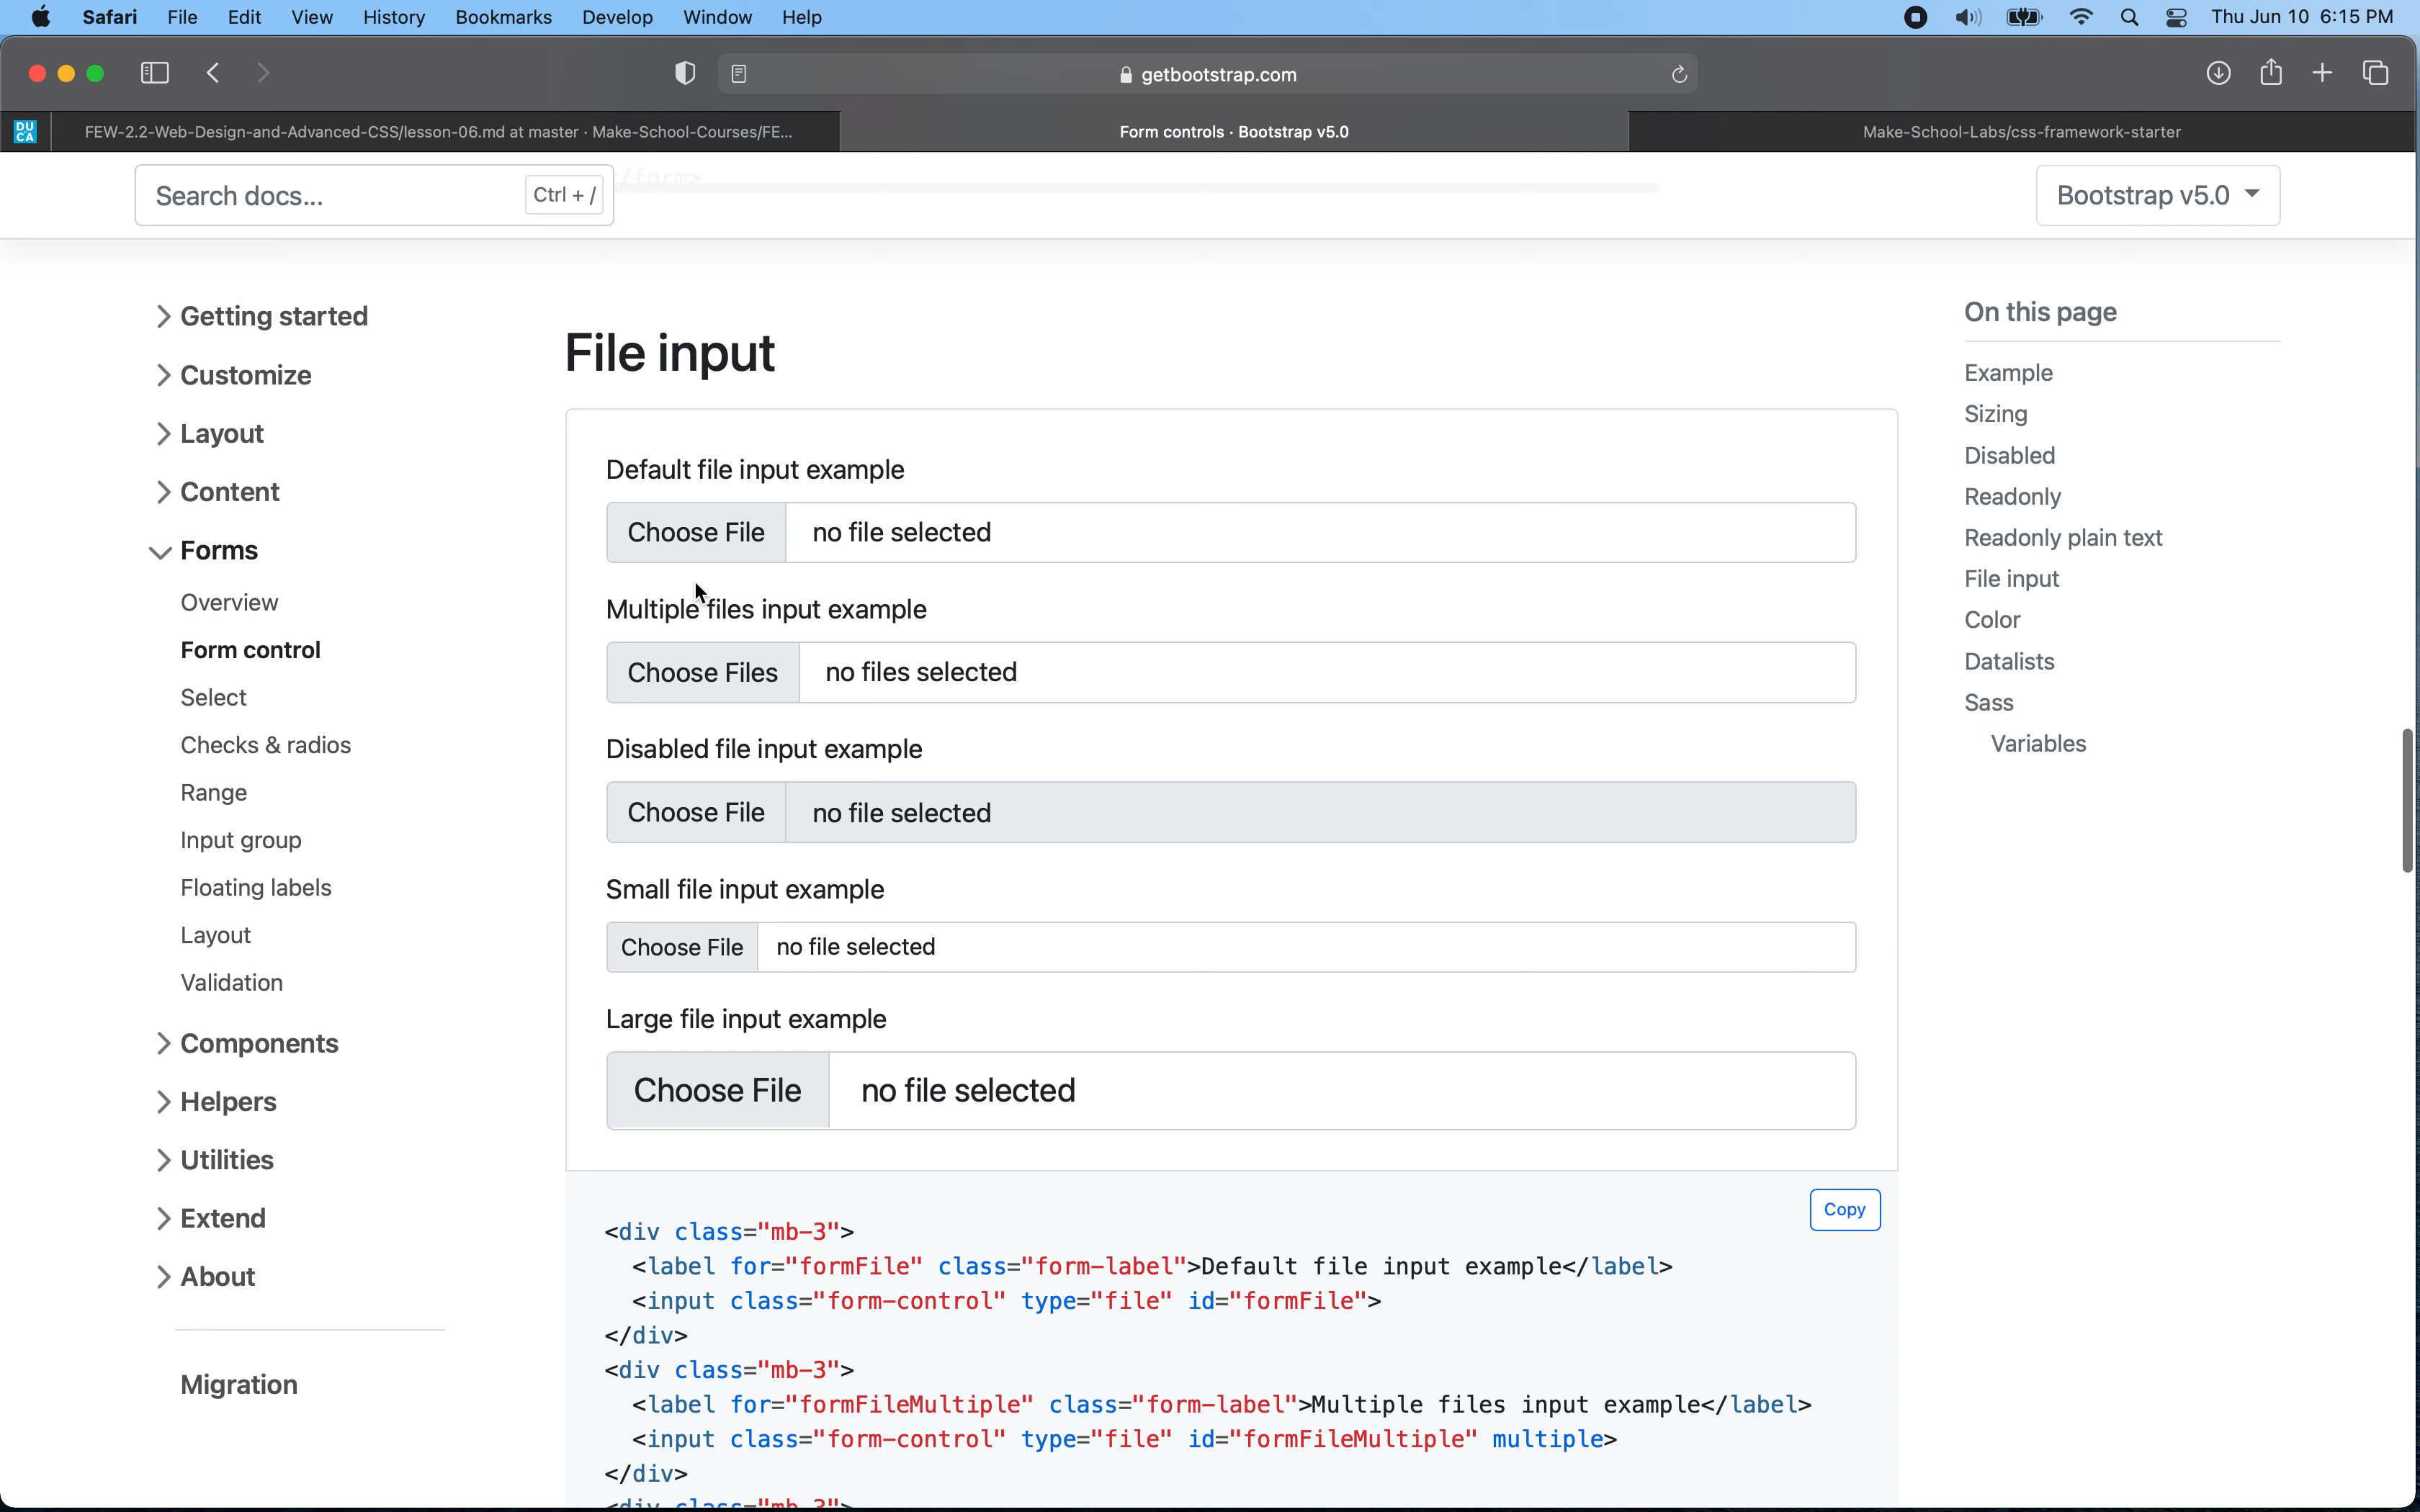 Safari File Edit View History Bookmarks Develop Window Help Thu Jun 10 6:15 PM
getbootstrap.com
DU
CA
FEW-2.2-Web-Design-and-Advanced-CSS/lesson-06.md at master · Make-School-Courses/FE... Form controls · Bootstrap v5.0 Make-School-Labs/css-framework-starter
</form>
Search docs... Ctrl + / Bootstrap v5.0
Getting started
Customize
Layout
Content
Forms
Overview
Form control
Select
Checks & radios
Range
Input group
Floating labels
Layout
Validation
Components
Helpers
Utilities
Extend
About
Migration
File input
Default file input example
Choose File no file selected
Multiple files input example
Choose Files no files selected
Disabled file input example
Choose File no file selected
Small file input example
Choose File no file selected
Large file input example
Choose File no file selected
Copy
<div class="mb-3">
<label for="formFile" class="form-label">Default file input example</label>
<input class="form-control" type="file" id="formFile">
</div>
<div class="mb-3">
<label for="formFileMultiple" class="form-label">Multiple files input example</label>
<input class="form-control" type="file" id="formFileMultiple" multiple>
</div>
<div class="mb-3">
On this page
Example
Sizing
Disabled
Readonly
Readonly plain text
File input
Color
Datalists
Sass
Variables